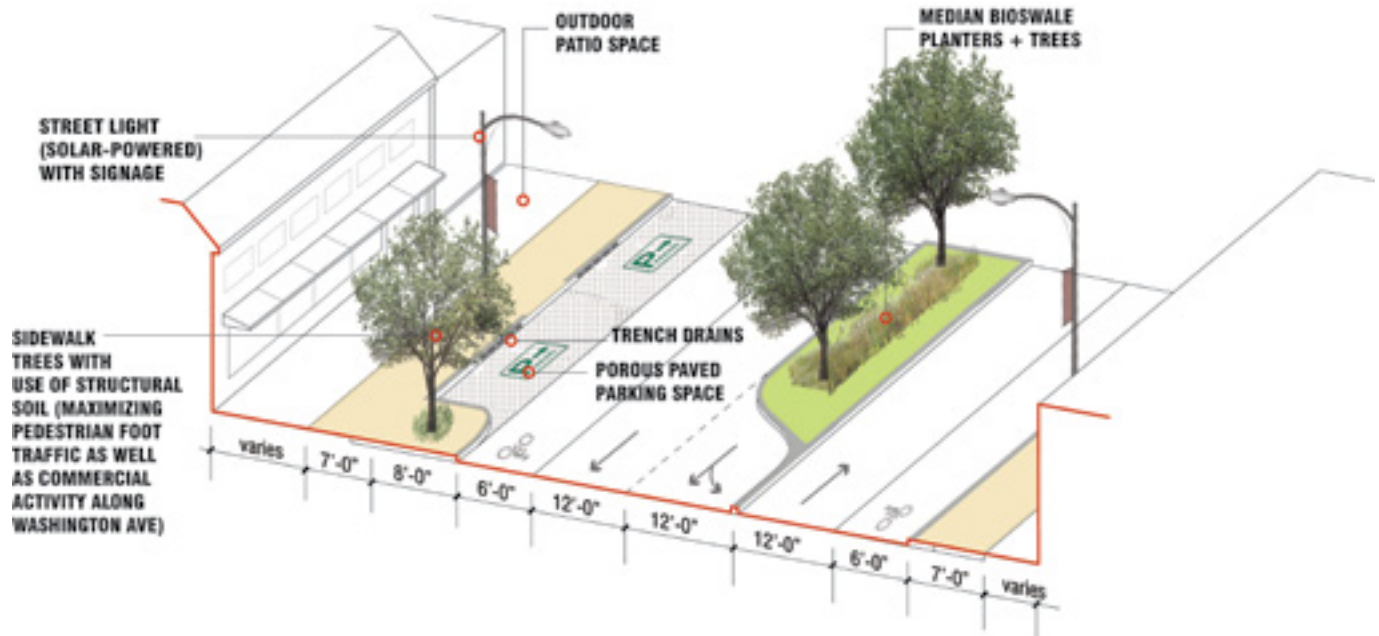 OUTDOOR
PATIO SPACE
MEDIAN BIOSWALE
PLANTERS + TREES
STREET LIGHT
(SOLAR-POWERED)
WITH SIGNAGE
SIDEWALK
TREES WITH
USE OF STRUCTURAL
SOIL (MAXIMIZING
PEDESTRIAN FOOT
TRAFFIC AS WELL
AS COMMERCIAL
ACTIVITY ALONG
WASHINGTON AVE)
TRENCH DRAINS
POROUS PAVED
PARKING SPACE
P
P
varies
7'-0"
8'-0"
6'-0"
12'-0"
12'-0"
12'-0"
6'-0"
7'-0"
varies